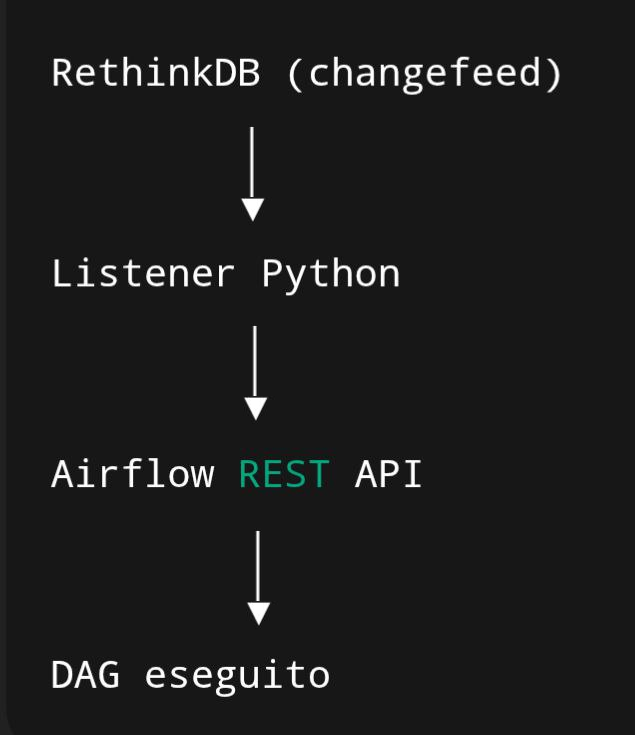 RethinkDB (changefeed)
Listener Python
Airflow REST API
DAG eseguito